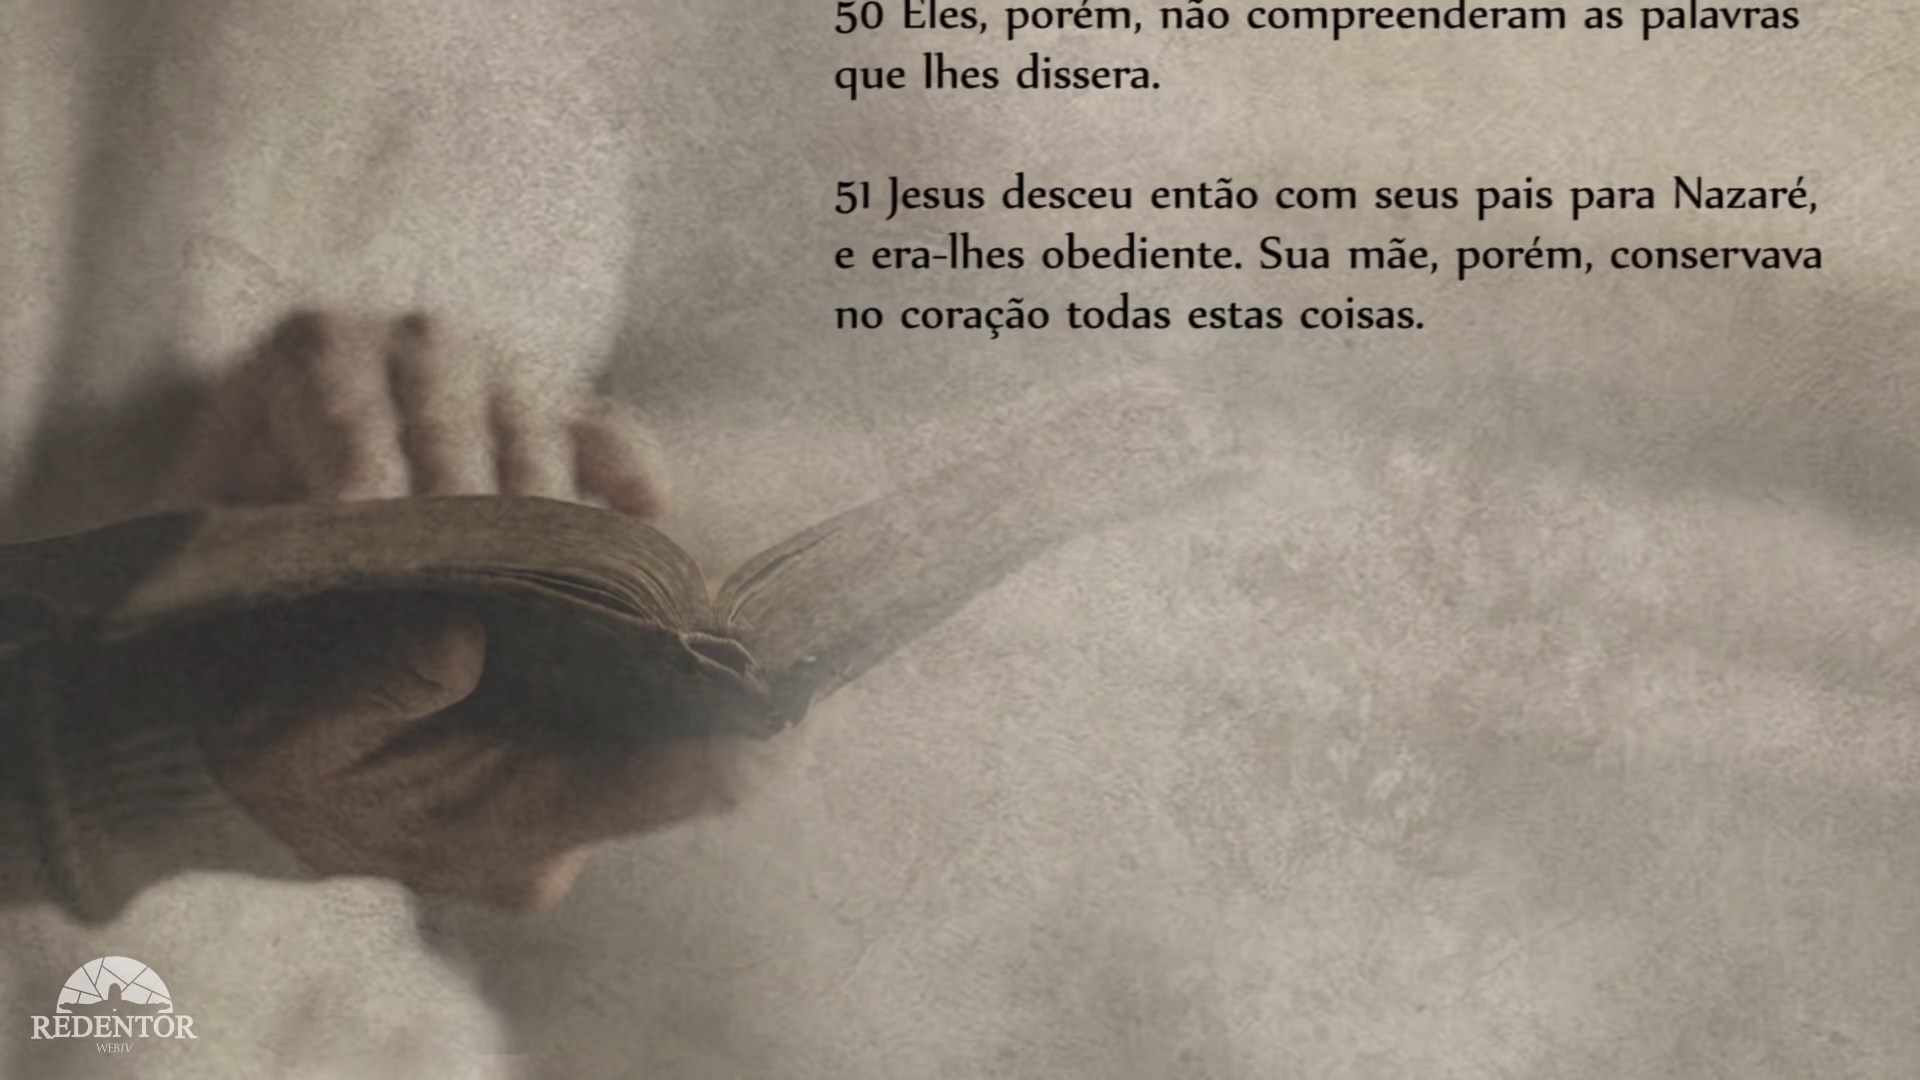 50 Eles, porém, não compreenderam as palavras
que lhes dissera.
51 Jesus desceu então com seus pais para Nazaré,
e era-lhes obediente. Sua mãe, porém, conservava
no coração todas estas coisas.
REDENTOR
WEBTV